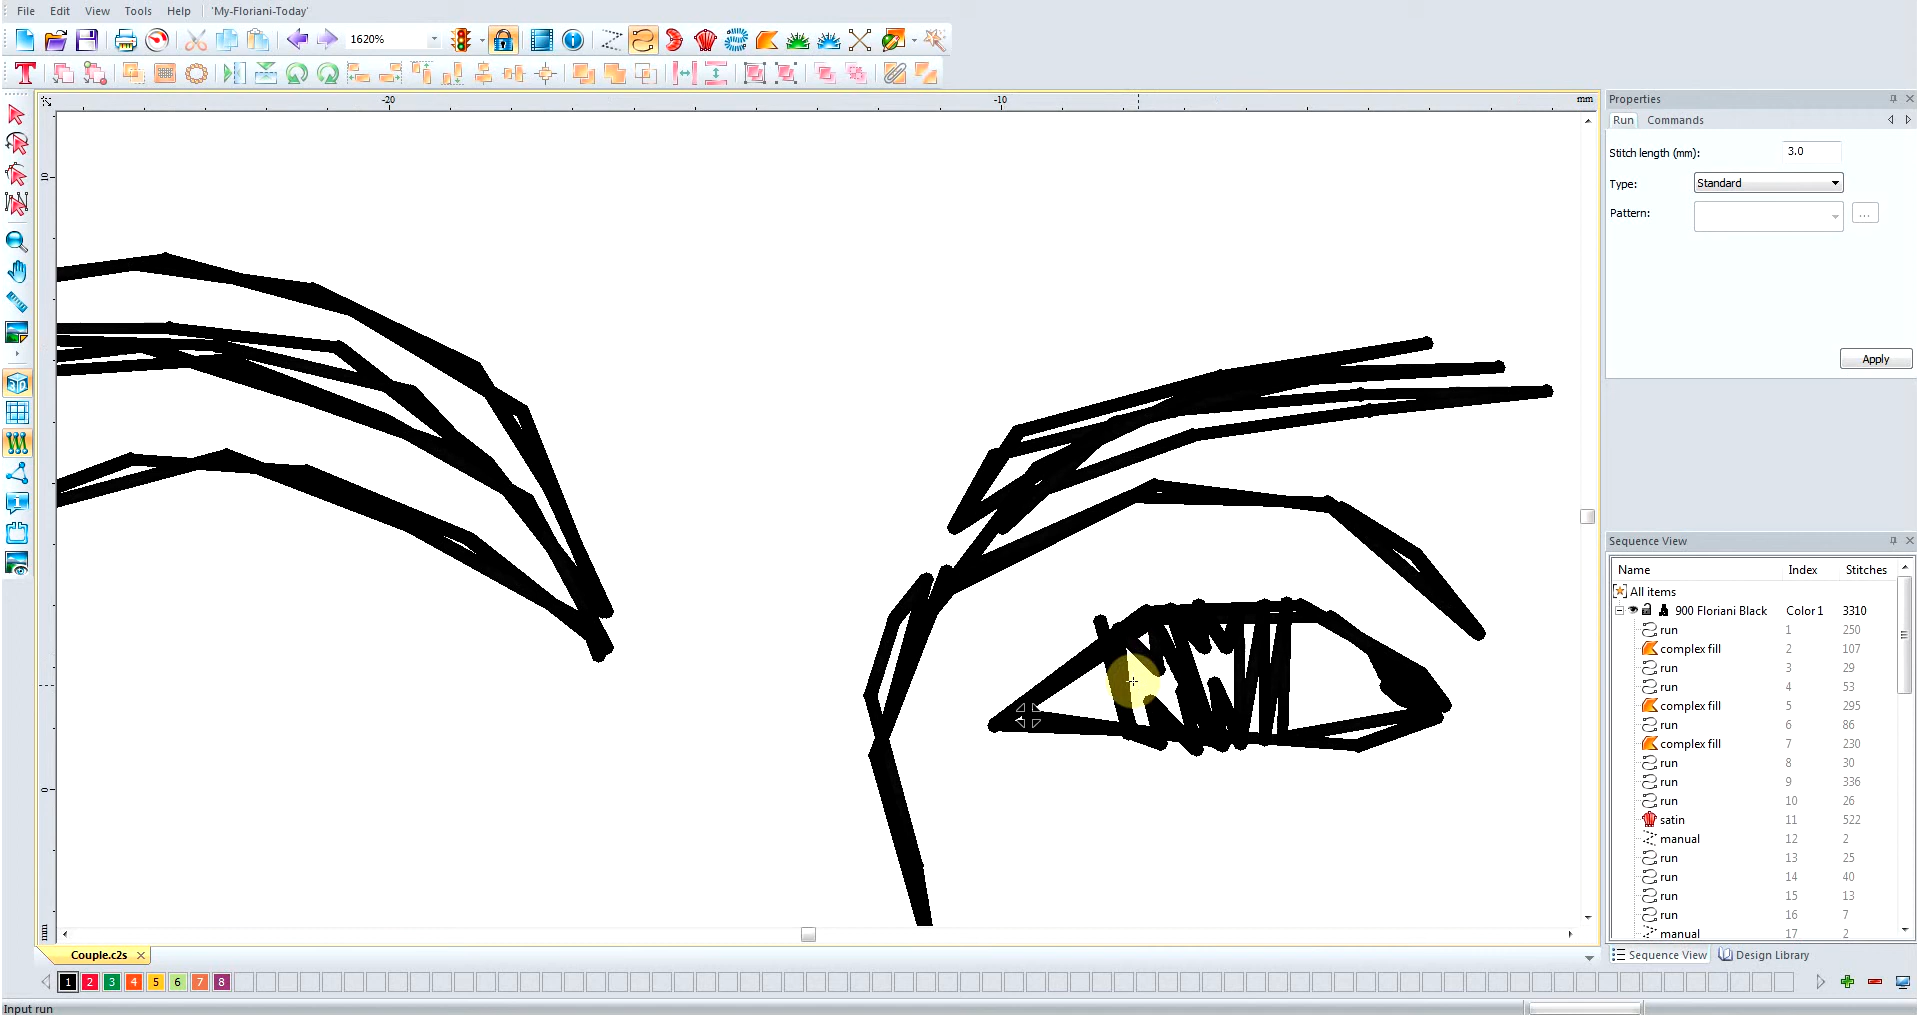 File Edit View Tools Help 'My-Floriani-Today'
1620%
T
-20 -10 mm
10
0
mm
Properties
Run Commands
Stitch length (mm): 3.0
Type: Standard
Pattern: ...
Apply
Sequence View
Name Index Stitches
All items
900 Floriani Black Color 1 3310
run 1 250
complex fill 2 107
run 3 29
run 4 53
complex fill 5 295
run 6 86
complex fill 7 230
run 8 30
run 9 336
run 10 26
satin 11 522
manual 12 2
run 13 25
run 14 40
run 15 13
run 16 7
manual 17 2
Sequence View Design Library
Couple.c2s
1 2 3 4 5 6 7 8
Input run